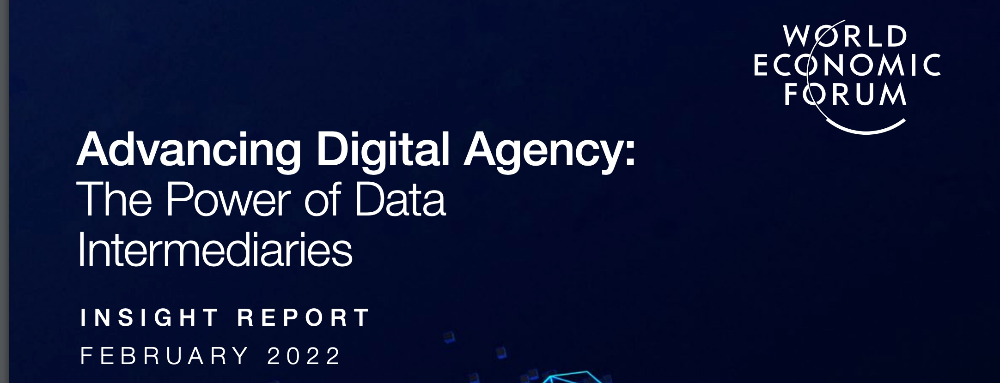 WORLD
ECONOMIC
FORUM
Advancing Digital Agency:
The Power of Data
Intermediaries
INSIGHT REPORT
FEBRUARY 2022